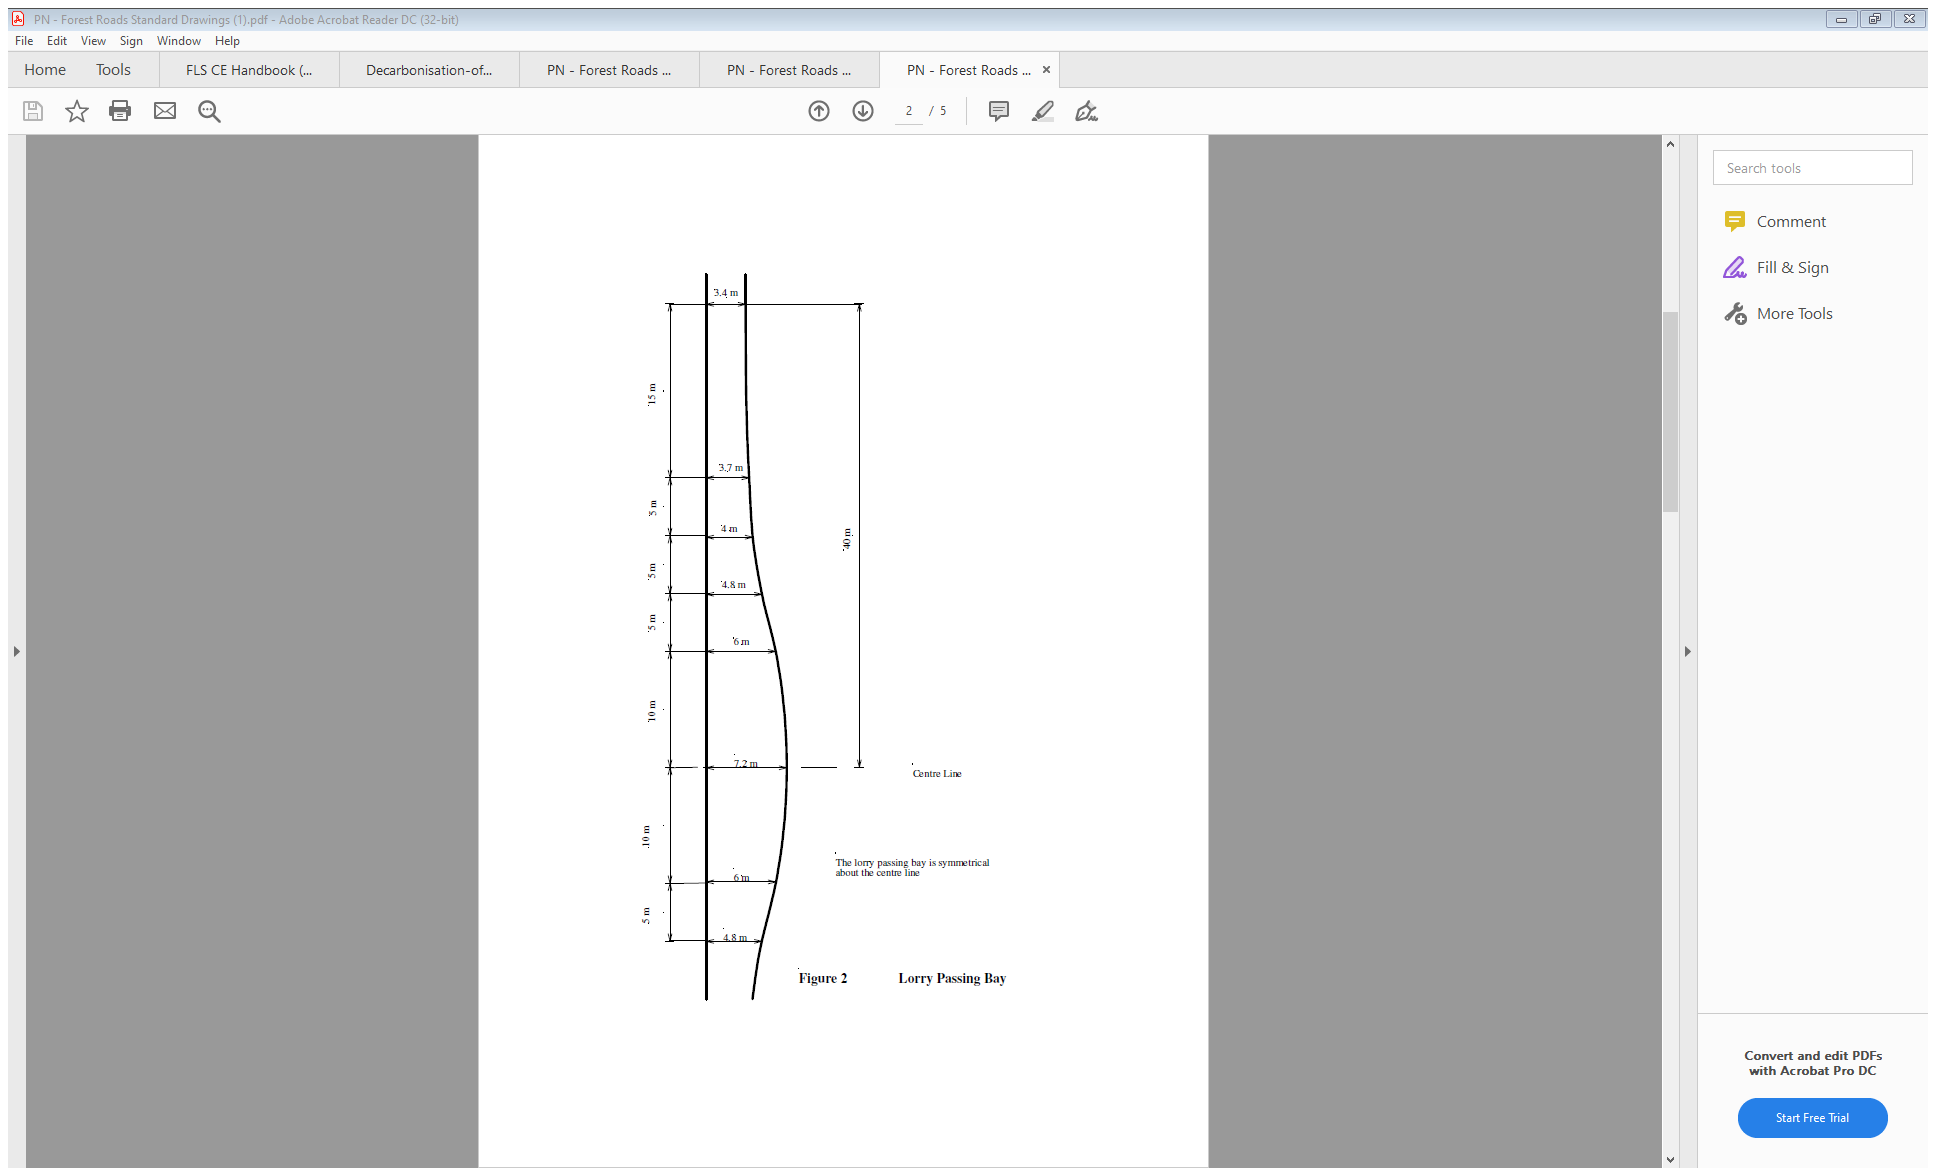 PN - Forest Roads Standard Drawings (1).pdf - Adobe Acrobat Reader DC (32-bit)
File Edit View Sign Window Help
Home Tools FLS CE Handbook (... Decarbonisation-of... PN - Forest Roads ... PN - Forest Roads ... PN - Forest Roads ...
2 / 5
Search tools
Comment
Fill & Sign
More Tools
3.4 m
15 m
3.7 m
5 m
4 m
40 m
5 m
4.8 m
5 m
6 m
10 m
7.2 m
Centre Line
10 m
The lorry passing bay is symmetrical
about the centre line
6 m
5 m
4.8 m
Figure 2 Lorry Passing Bay
Convert and edit PDFs
with Acrobat Pro DC
Start Free Trial